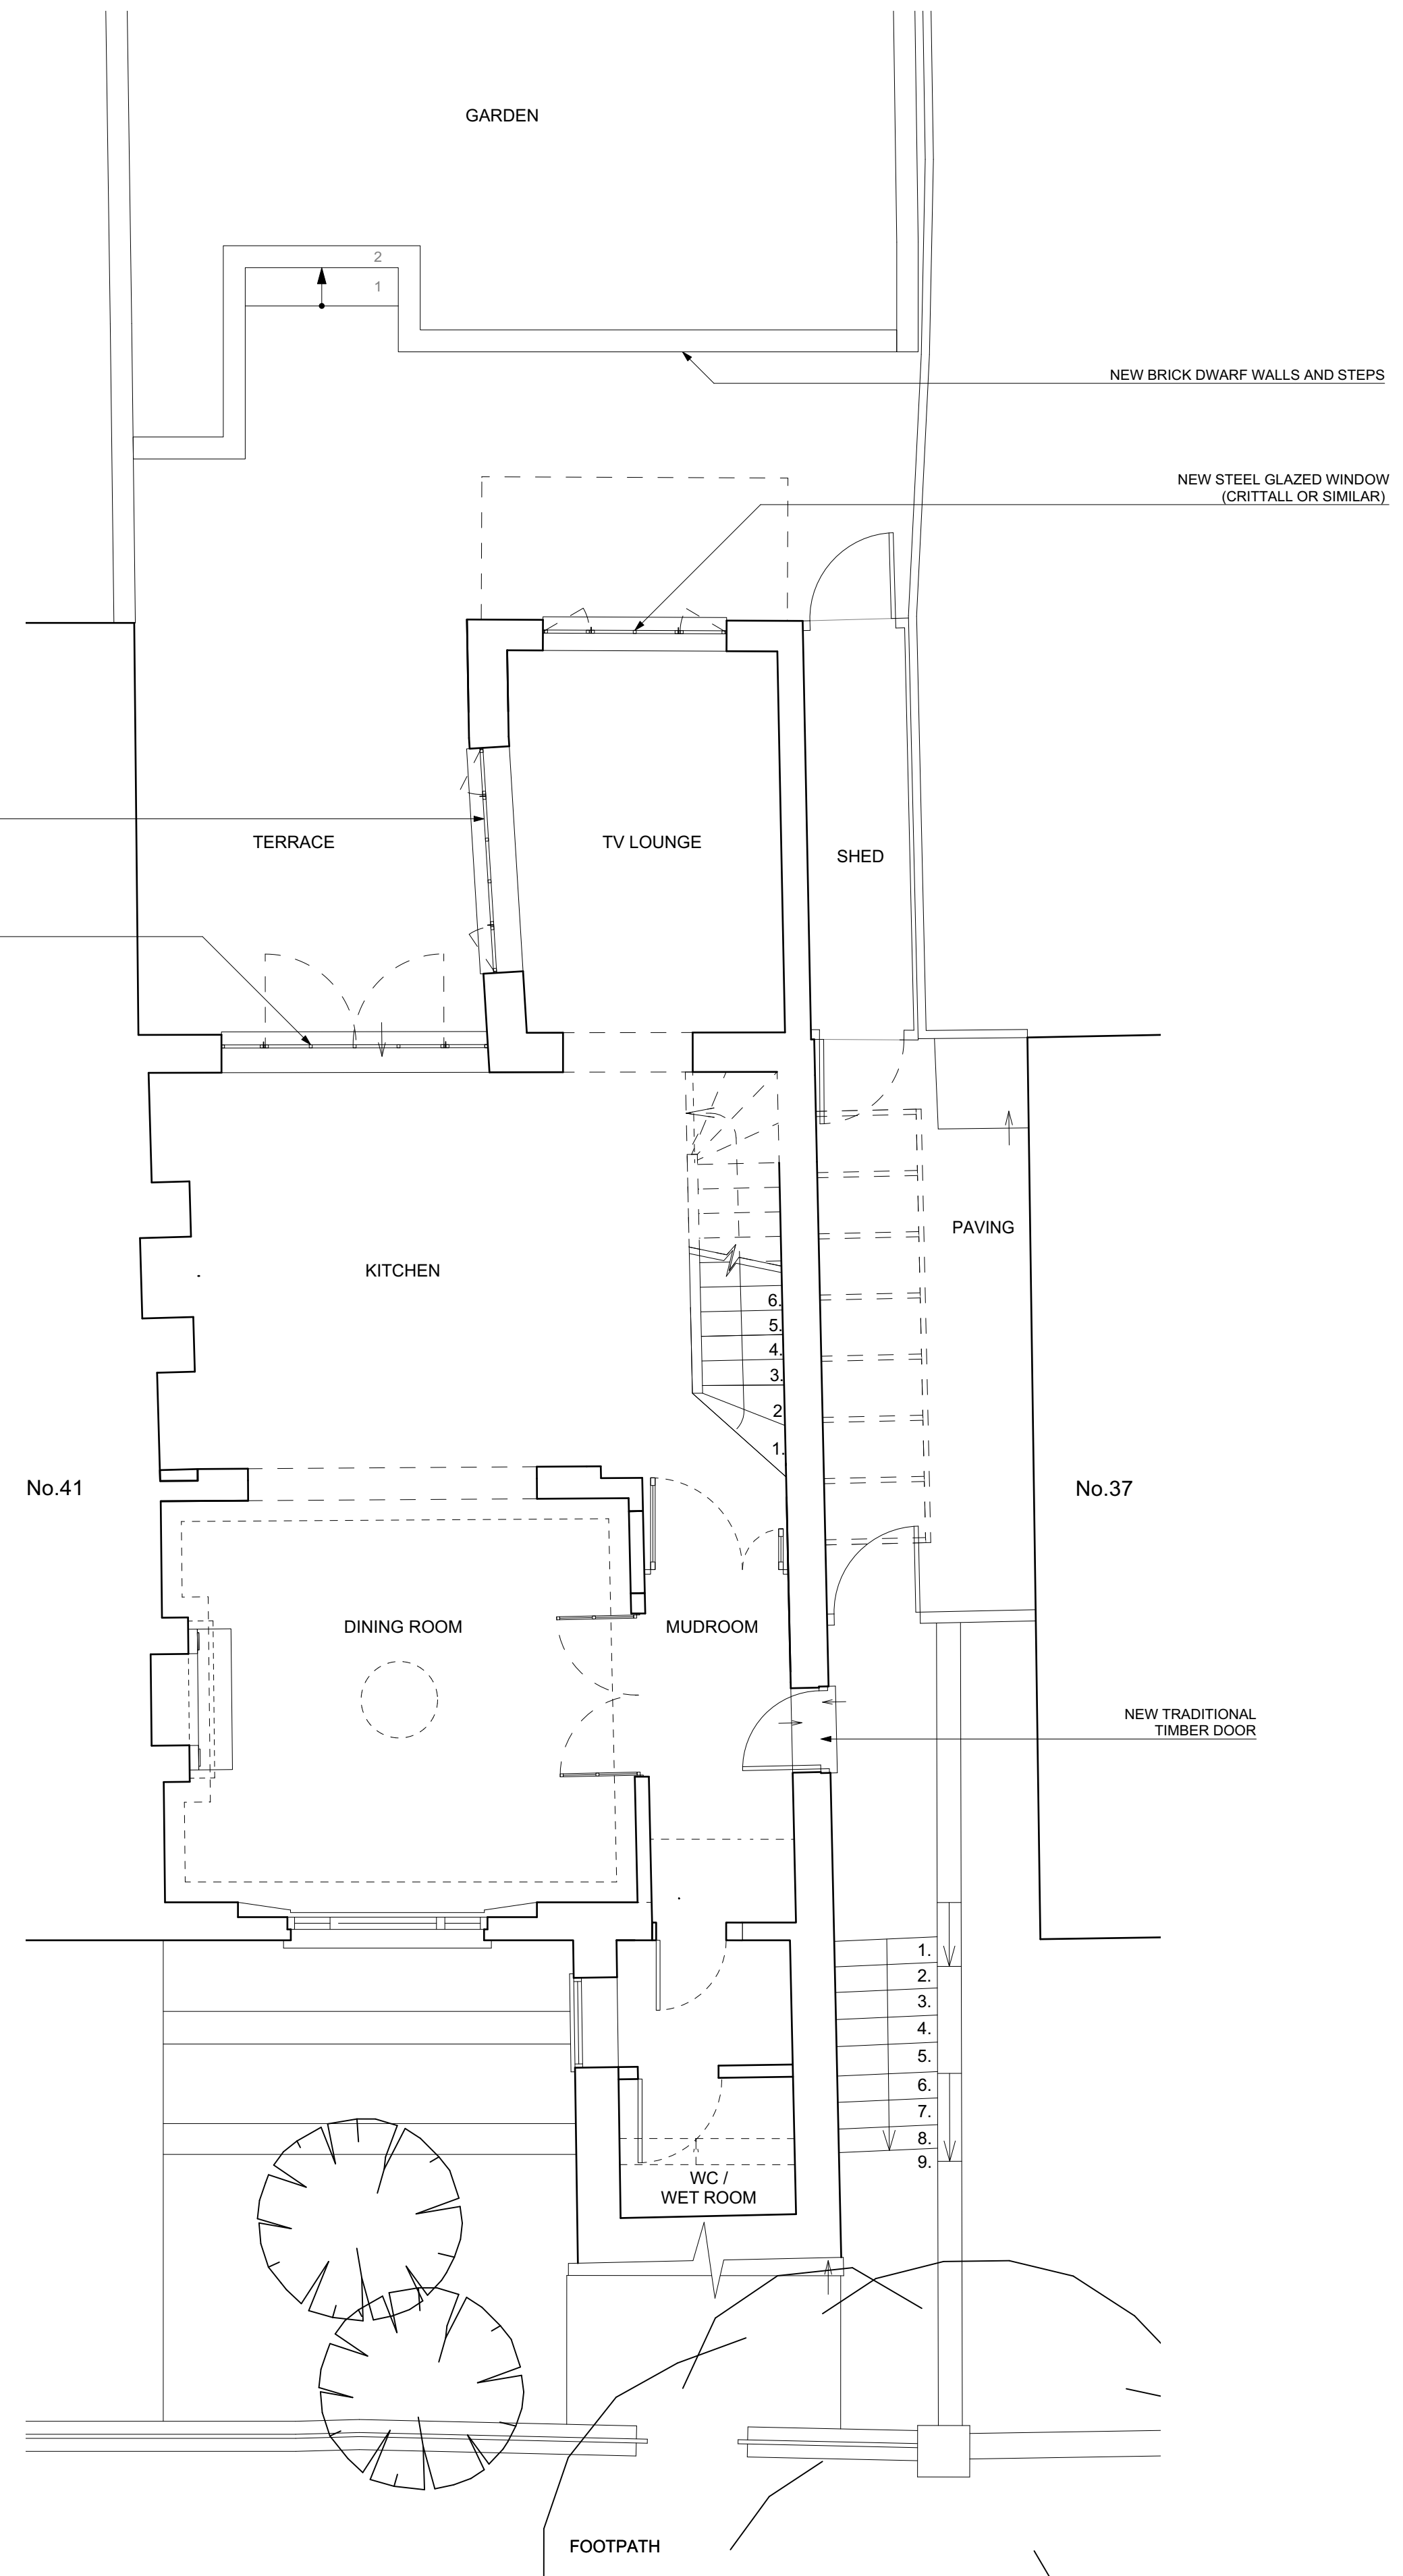 GARDEN
2
1
NEW BRICK DWARF WALLS AND STEPS
NEW STEEL GLAZED WINDOW
(CRITTALL OR SIMILAR)
TERRACE
TV LOUNGE
SHED
PAVING
KITCHEN
6.
5.
4.
3.
2
1.
No.41
No.37
DINING ROOM
MUDROOM
NEW TRADITIONAL
TIMBER DOOR
1.
2.
3.
4.
5.
6.
7.
8.
9.
WC /
WET ROOM
FOOTPATH